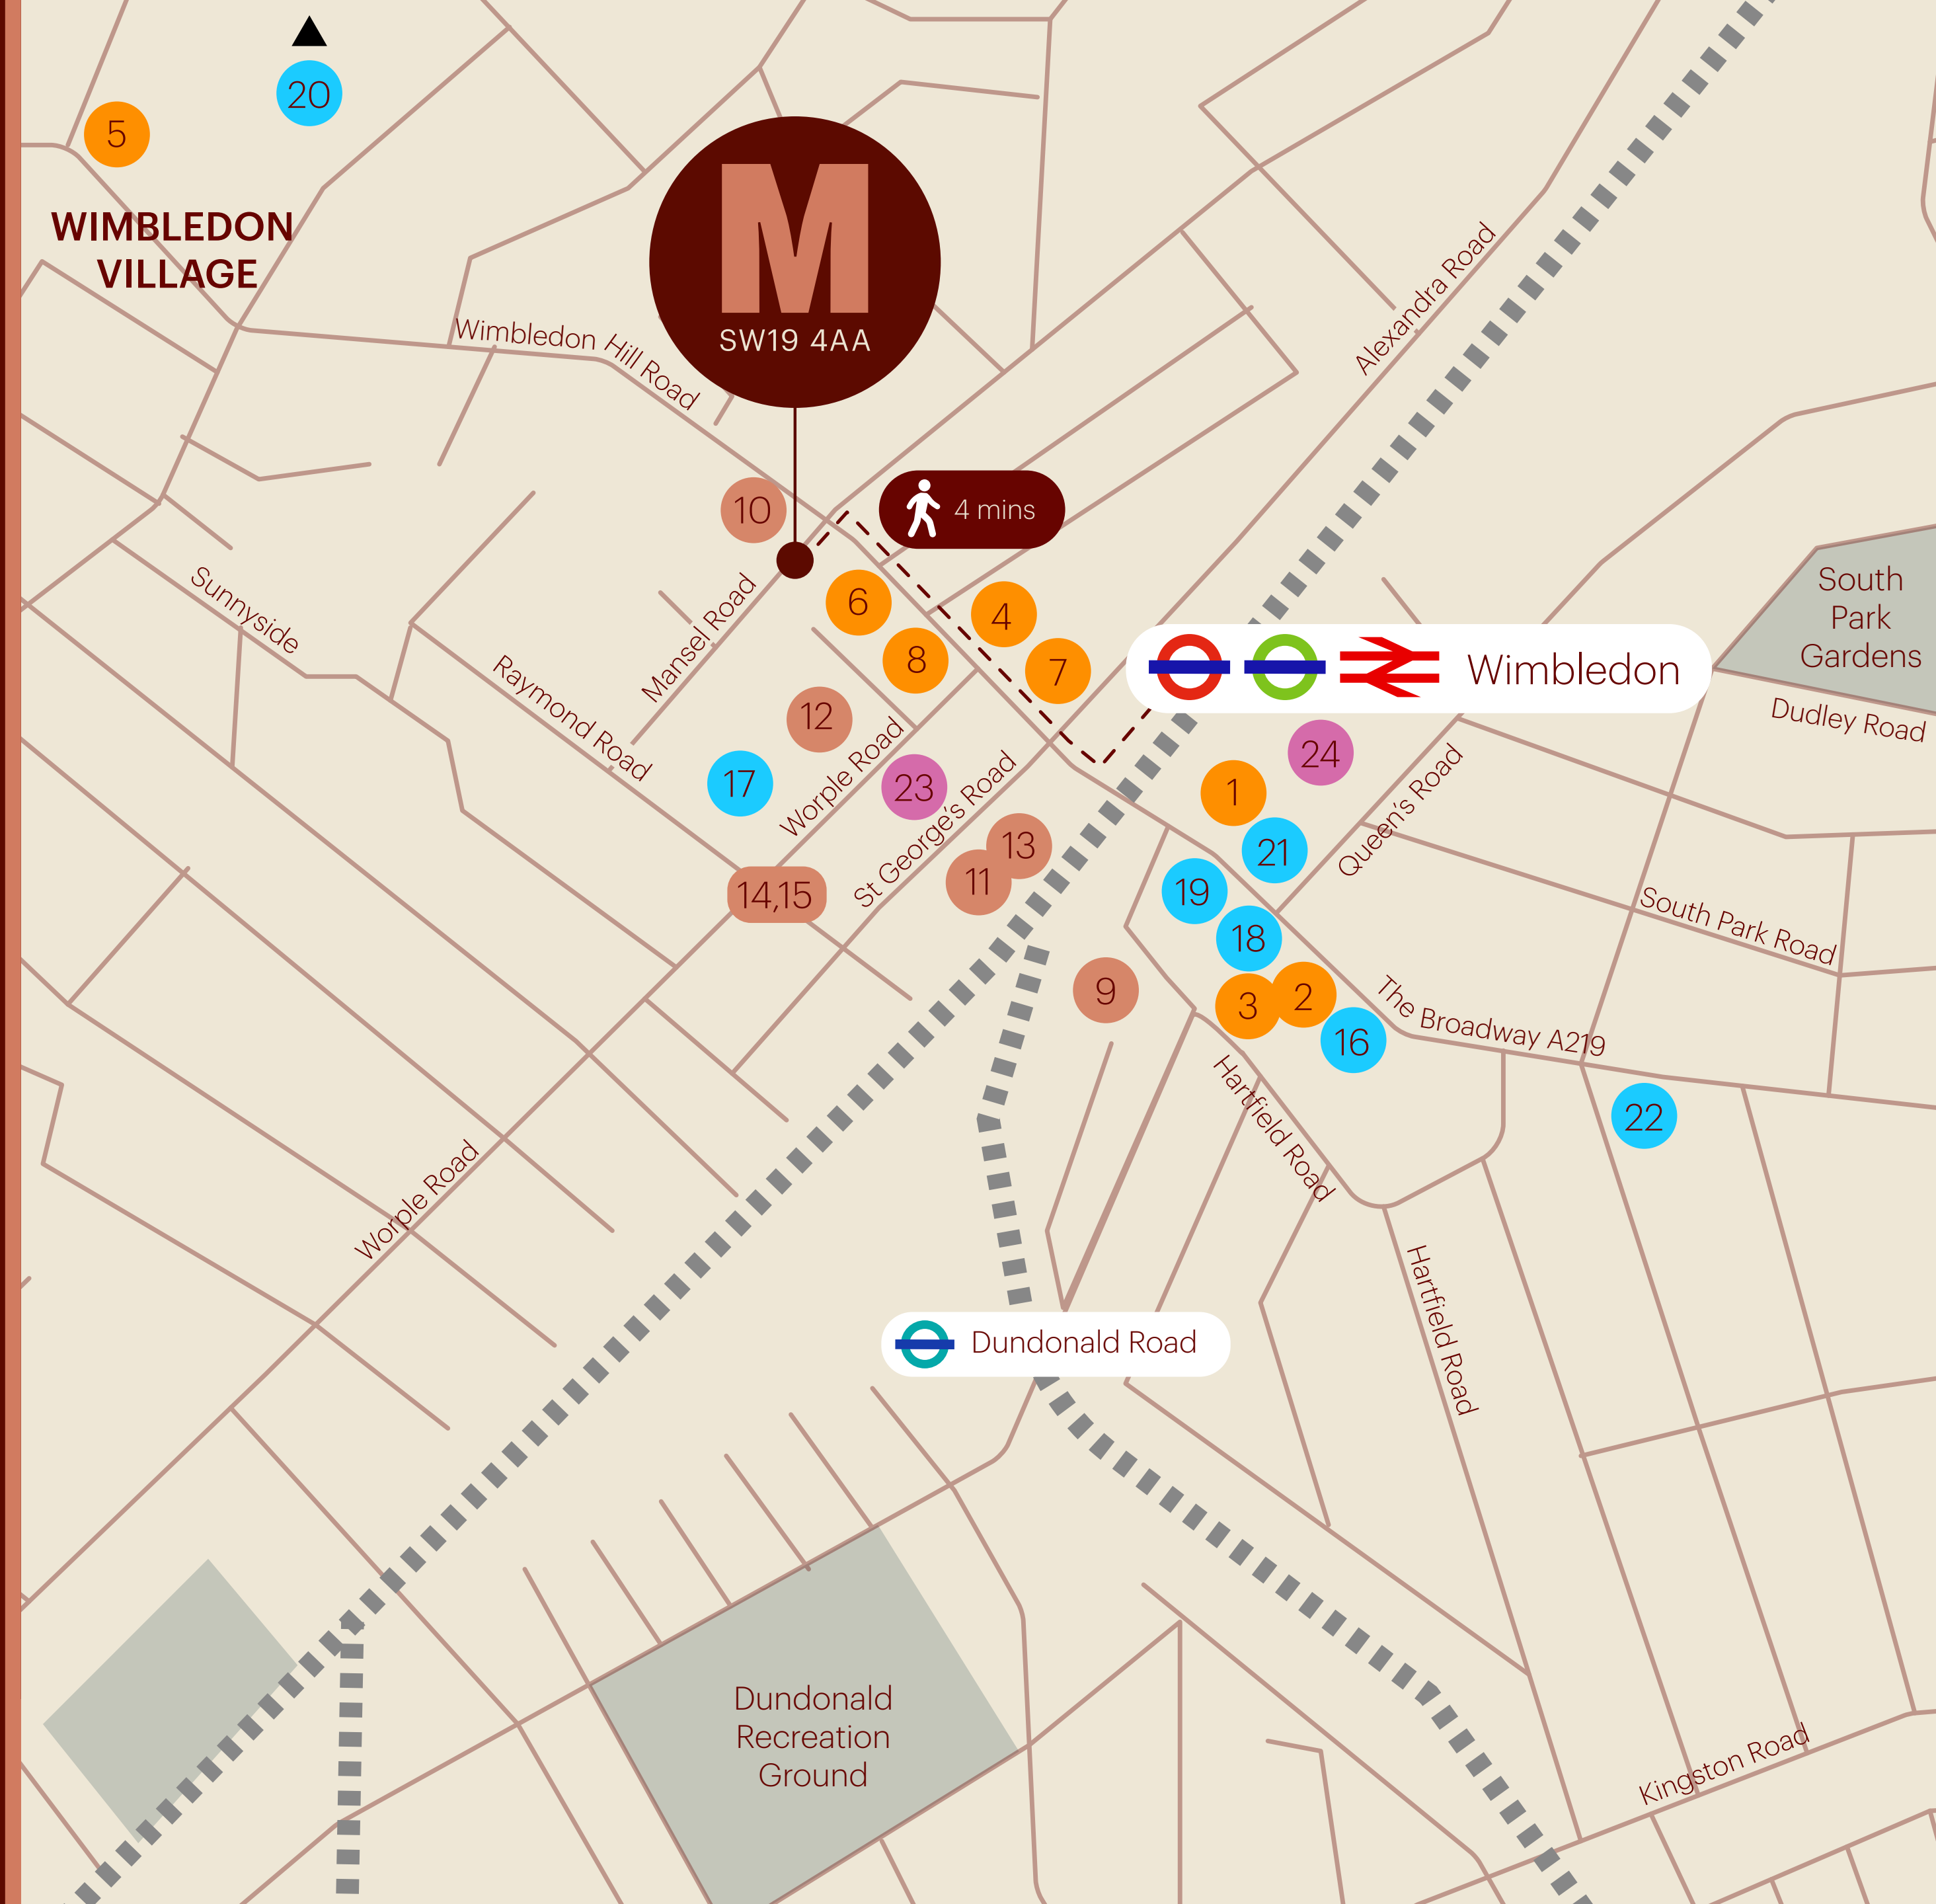 20
5
WIMBLEDON
VILLAGE
M
SW19 4AA
Wimbledon Hill Road
Alexandra Road
10
4 mins
6
4
8
7
Sunnyside
Mansel Road
Raymond Road
Wimbledon
South
Park
Gardens
Dudley Road
12
17
Worple Road
23
St George's Road
24
1
21
Queen's Road
13
11
14,15
19
18
South Park Road
9
3
2
16
The Broadway A219
22
Hartfield Road
Worple Road
Hartfield Road
Dundonald Road
Dundonald
Recreation
Ground
Kingston Road